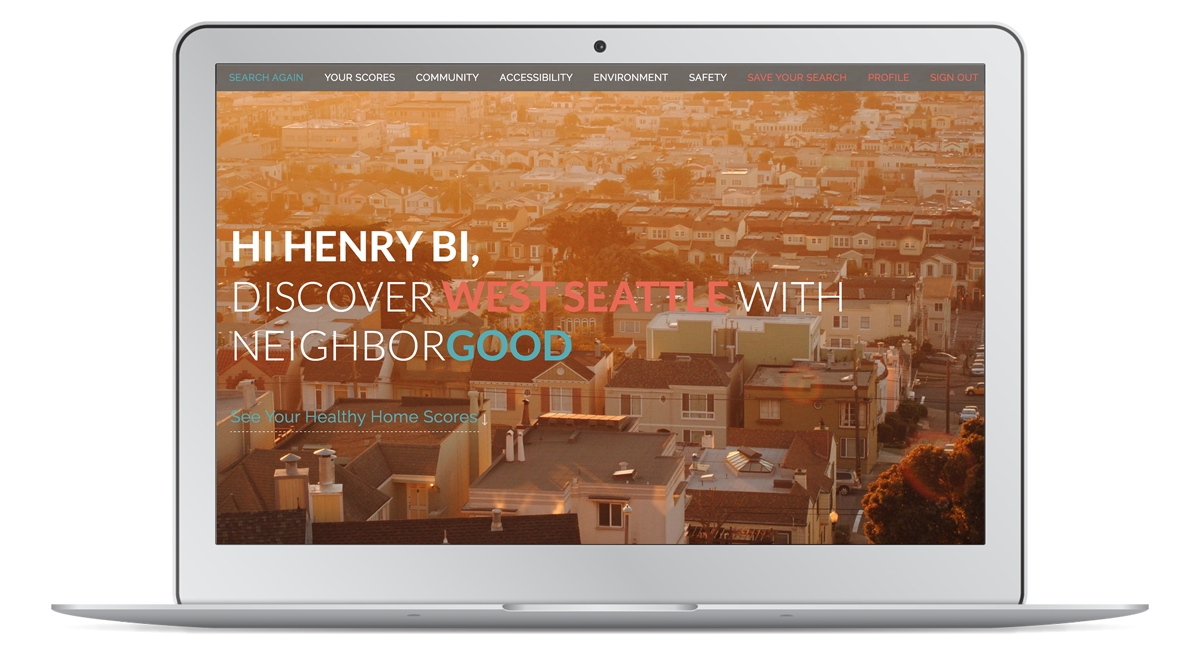 SEARCH AGAIN YOUR SCORES COMMUNITY ACCESSIBILITY ENVIRONMENT SAFETY SAVE YOUR SEARCH PROFILE SIGN OUT
HI HENRY BI,
DISCOVER WEST SEATTLE WITH
NEIGHBORGOOD
See Your Healthy Home Scores ↓